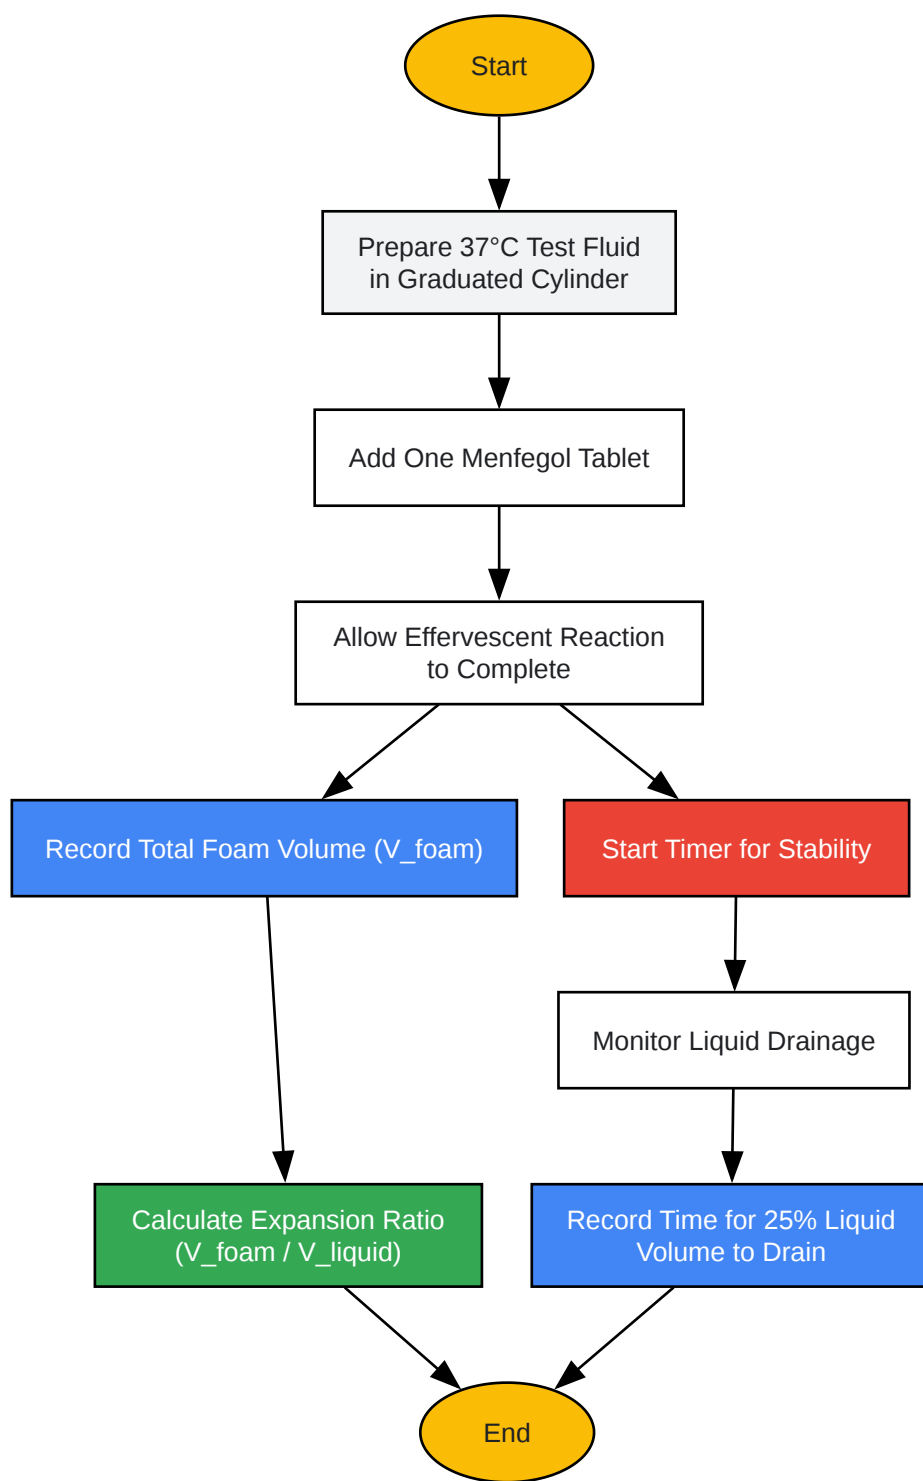 Start
Prepare 37°C Test Fluid
in Graduated Cylinder
Add One Menfegol Tablet
Allow Effervescent Reaction
to Complete
Record Total Foam Volume (V_foam)
Start Timer for Stability
Monitor Liquid Drainage
Calculate Expansion Ratio
(V_foam / V_liquid)
Record Time for 25% Liquid
Volume to Drain
End